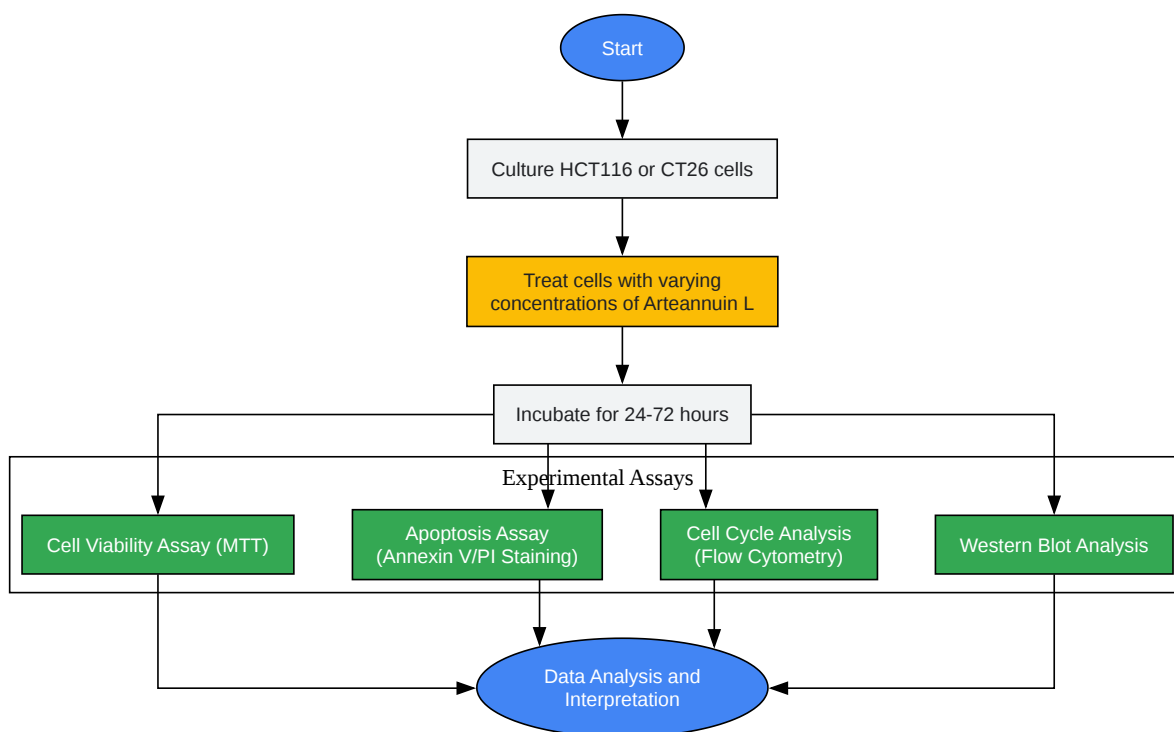 Start
Culture HCT116 or CT26 cells
Treat cells with varying
concentrations of Arteannuin L
Incubate for 24-72 hours
Experimental Assays
Cell Viability Assay (MTT)
Apoptosis Assay
(Annexin V/PI Staining)
Cell Cycle Analysis
(Flow Cytometry)
Western Blot Analysis
Data Analysis and
Interpretation